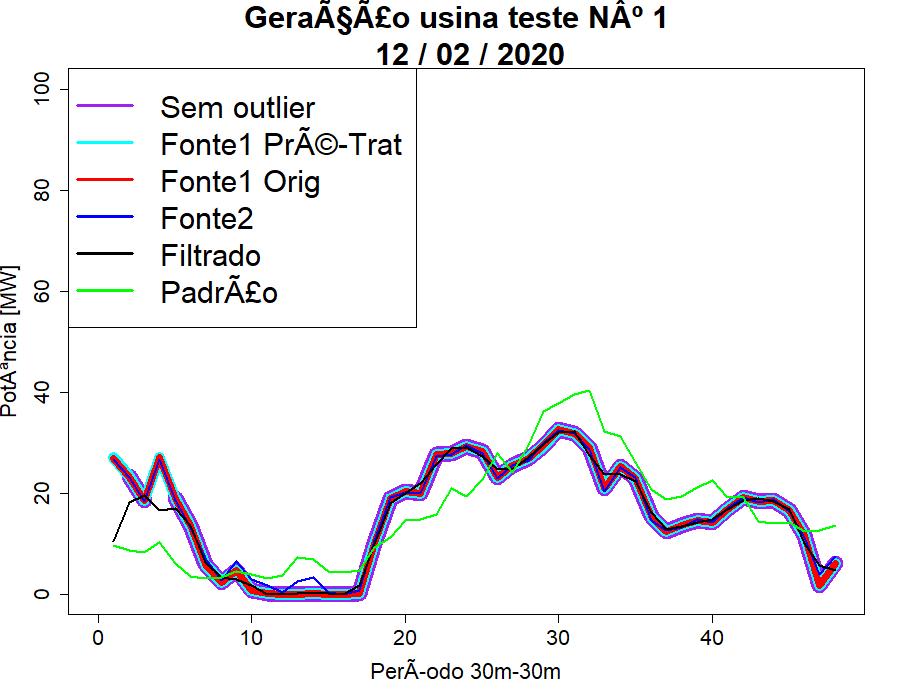 GeraÃ§Ã£o usina teste NÂº 1
12 / 02 / 2020
Sem outlier
Fonte1 PrÃ©-Trat
Fonte1 Orig
Fonte2
Filtrado
PadrÃ£o
PotÃªncia [MW]
100
80
60
40
20
0
0 10 20 30 40
PerÃ-odo 30m-30m